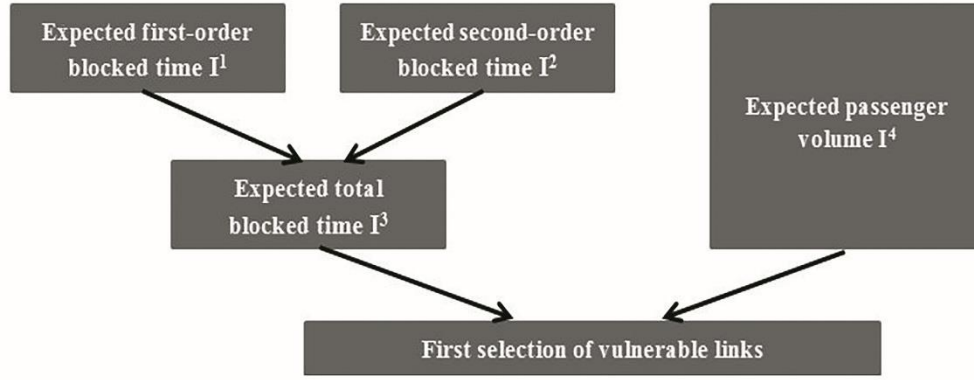 Expected first-order
blocked time I¹
Expected second-order
blocked time I²
Expected passenger
volume I⁴
Expected total
blocked time I³
First selection of vulnerable links